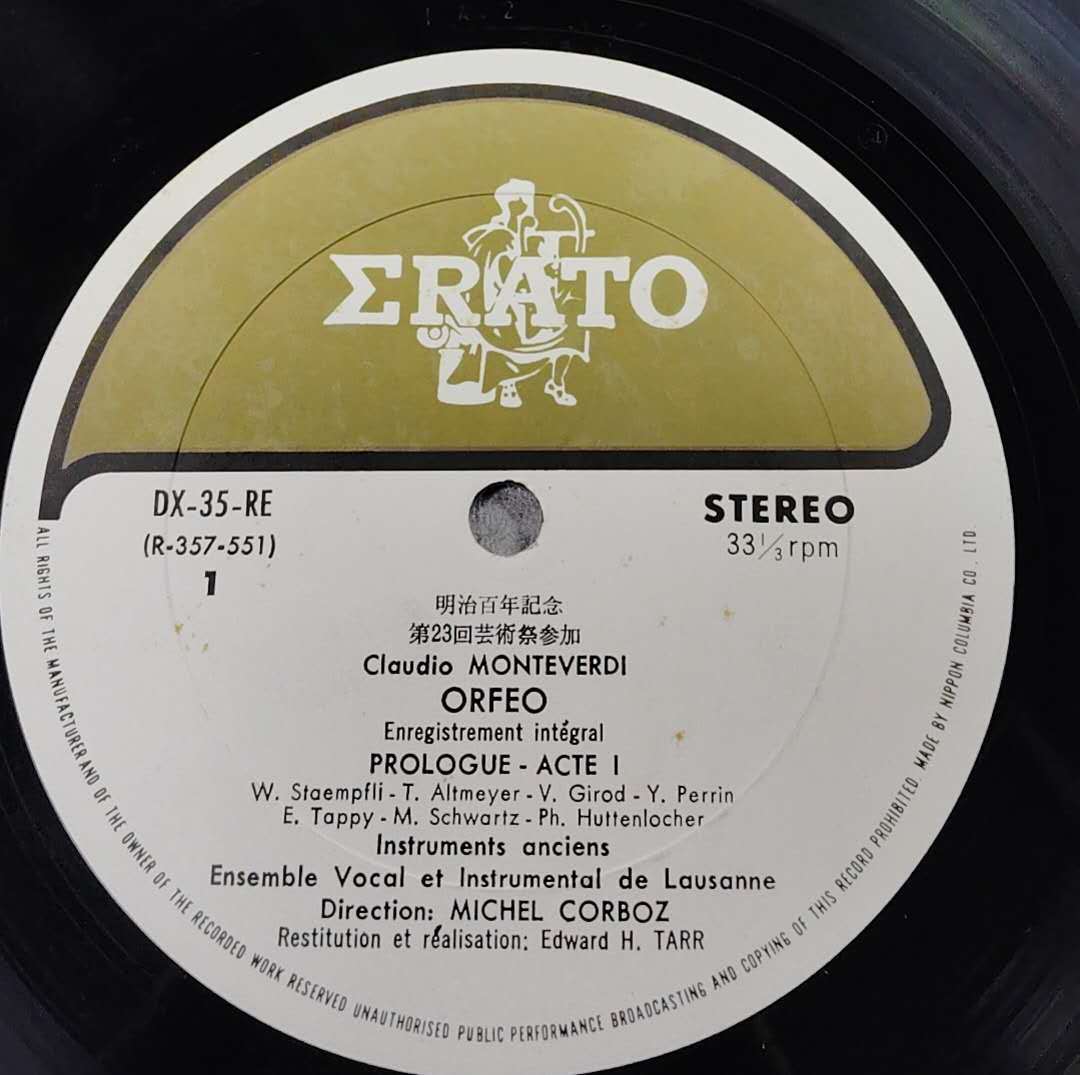 ΣRATO
DX-35-RE
(R-357-551)
1
STEREO
33⅓rpm
明治百年記念
第23回芸術祭参加
Claudio MONTEVERDI
ORFEO
Enregistrement intégral
PROLOGUE - ACTE I
W. Staempfli - T. Altmeyer - V. Girod - Y. Perrin
E. Tappy - M. Schwartz - Ph. Huttenlocher
Instruments anciens
Ensemble Vocal et Instrumental de Lausanne
Direction: MICHEL CORBOZ
Restitution et réalisation: Edward H. TARR
ALL RIGHTS OF THE MANUFACTURER AND OF THE OWNER OF THE RECORDED WORK RESERVED UNAUTHORISED PUBLIC PERFORMANCE BROADCASTING AND COPYING OF THIS RECORD PROHIBITED. MADE BY NIPPON COLUMBIA CO., LTD.